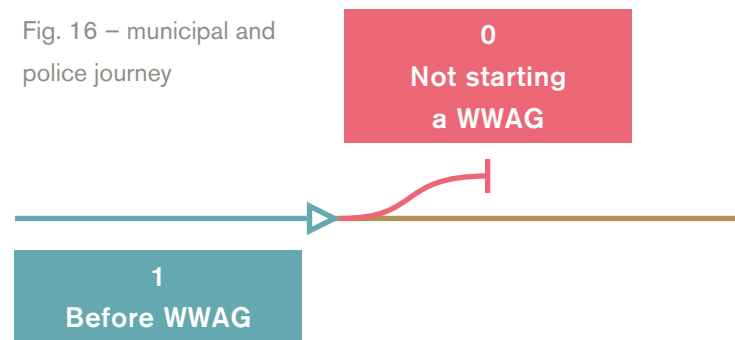 Fig. 16 – municipal and
police journey
0
Not starting
a WWAG
1
Before WWAG